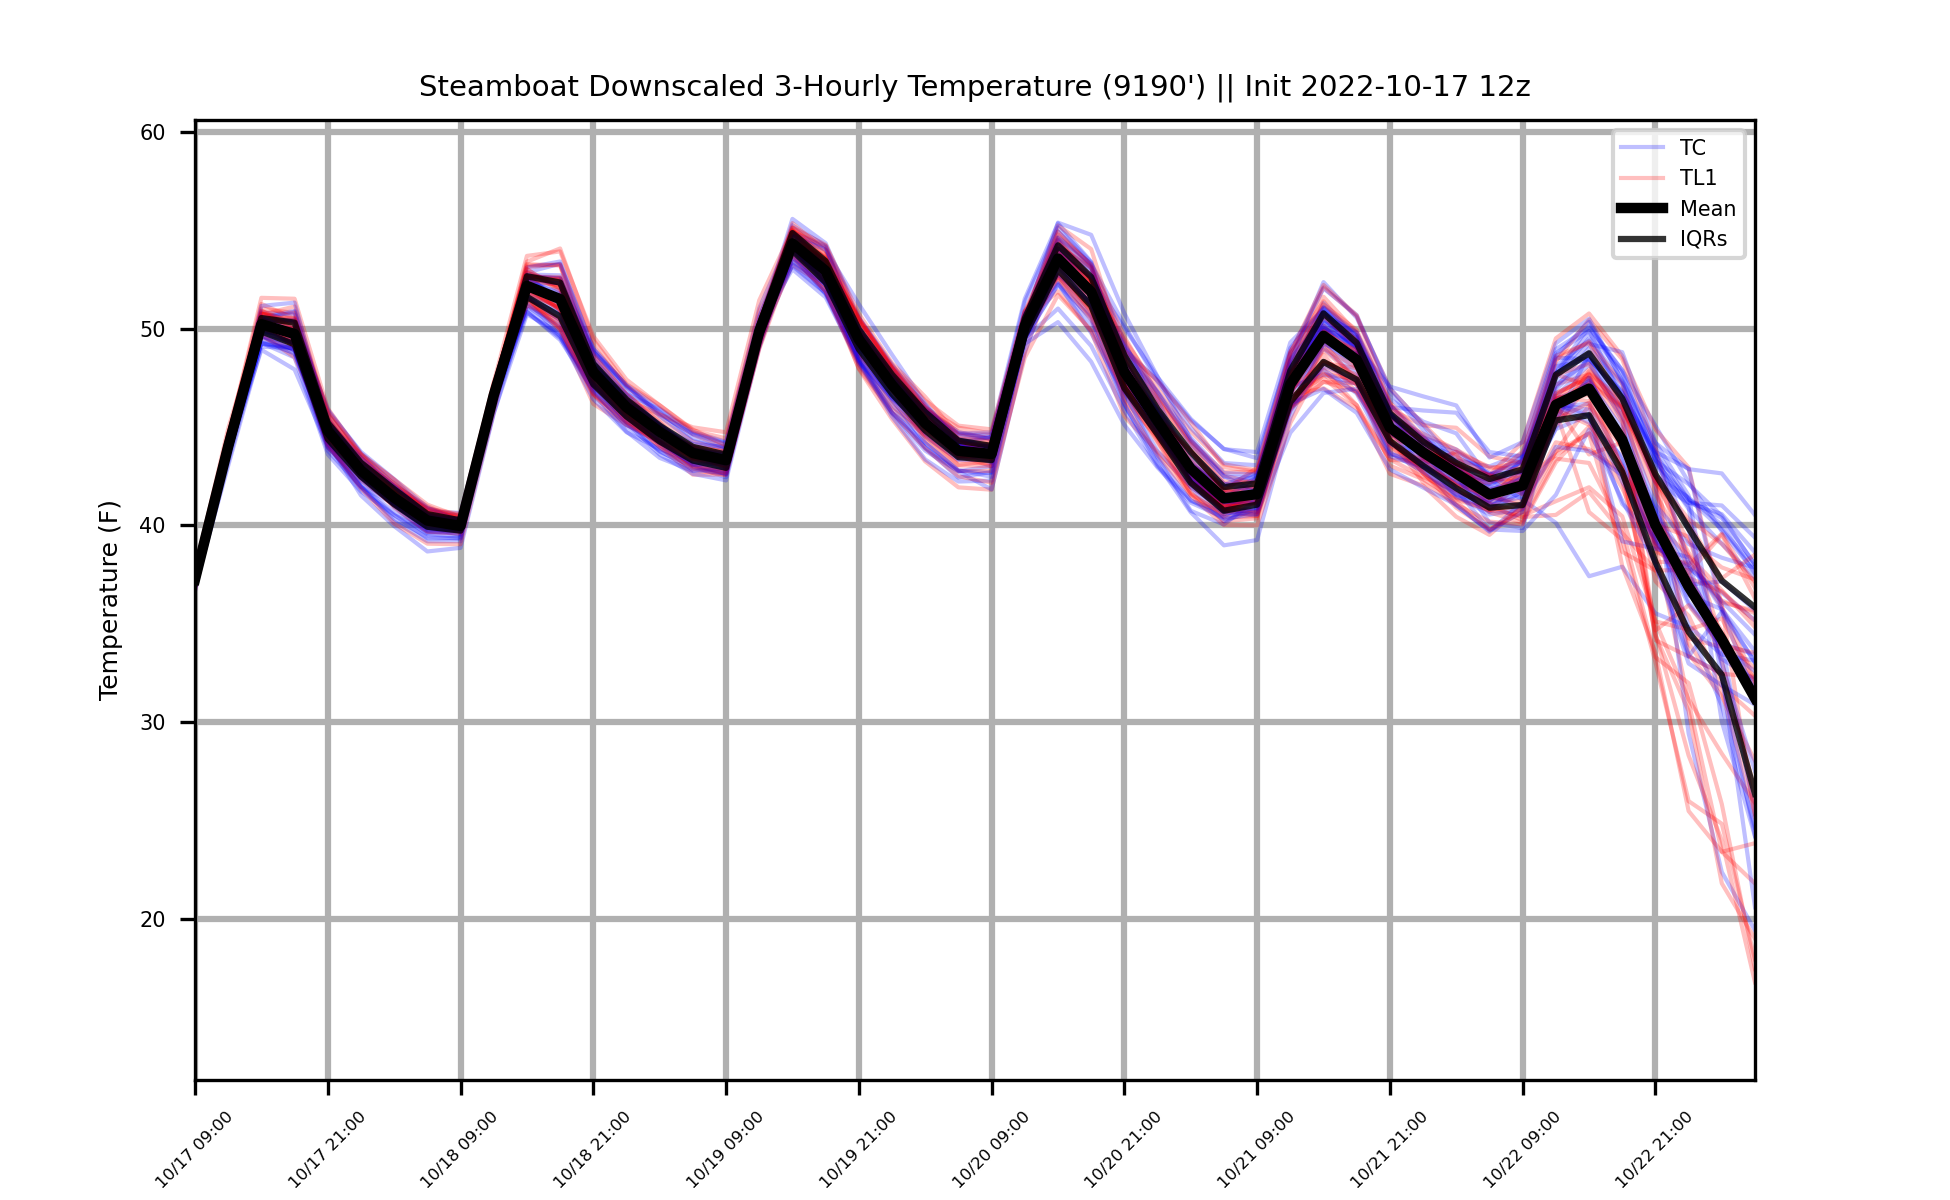 Steamboat Downscaled 3-Hourly Temperature (9190') || Init 2022-10-17 12z
TC
TL1
Mean
IQRs
Temperature (F)
60
50
40
30
20
10/17 09:00
10/17 21:00
10/18 09:00
10/18 21:00
10/19 09:00
10/19 21:00
10/20 09:00
10/20 21:00
10/21 09:00
10/21 21:00
10/22 09:00
10/22 21:00